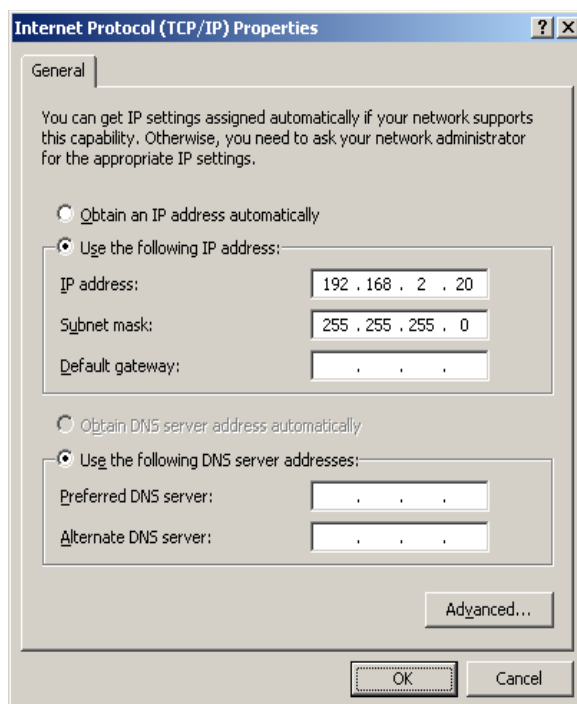 Internet Protocol (TCP/IP) Properties
General
You can get IP settings assigned automatically if your network supports
this capability. Otherwise, you need to ask your network administrator
for the appropriate IP settings.
Obtain an IP address automatically
Use the following IP address:
IP address: 192 . 168 . 2 . 20
Subnet mask: 255 . 255 . 255 . 0
Default gateway: . . .
Obtain DNS server address automatically
Use the following DNS server addresses:
Preferred DNS server: . . .
Alternate DNS server: . . .
Advanced...
OK Cancel